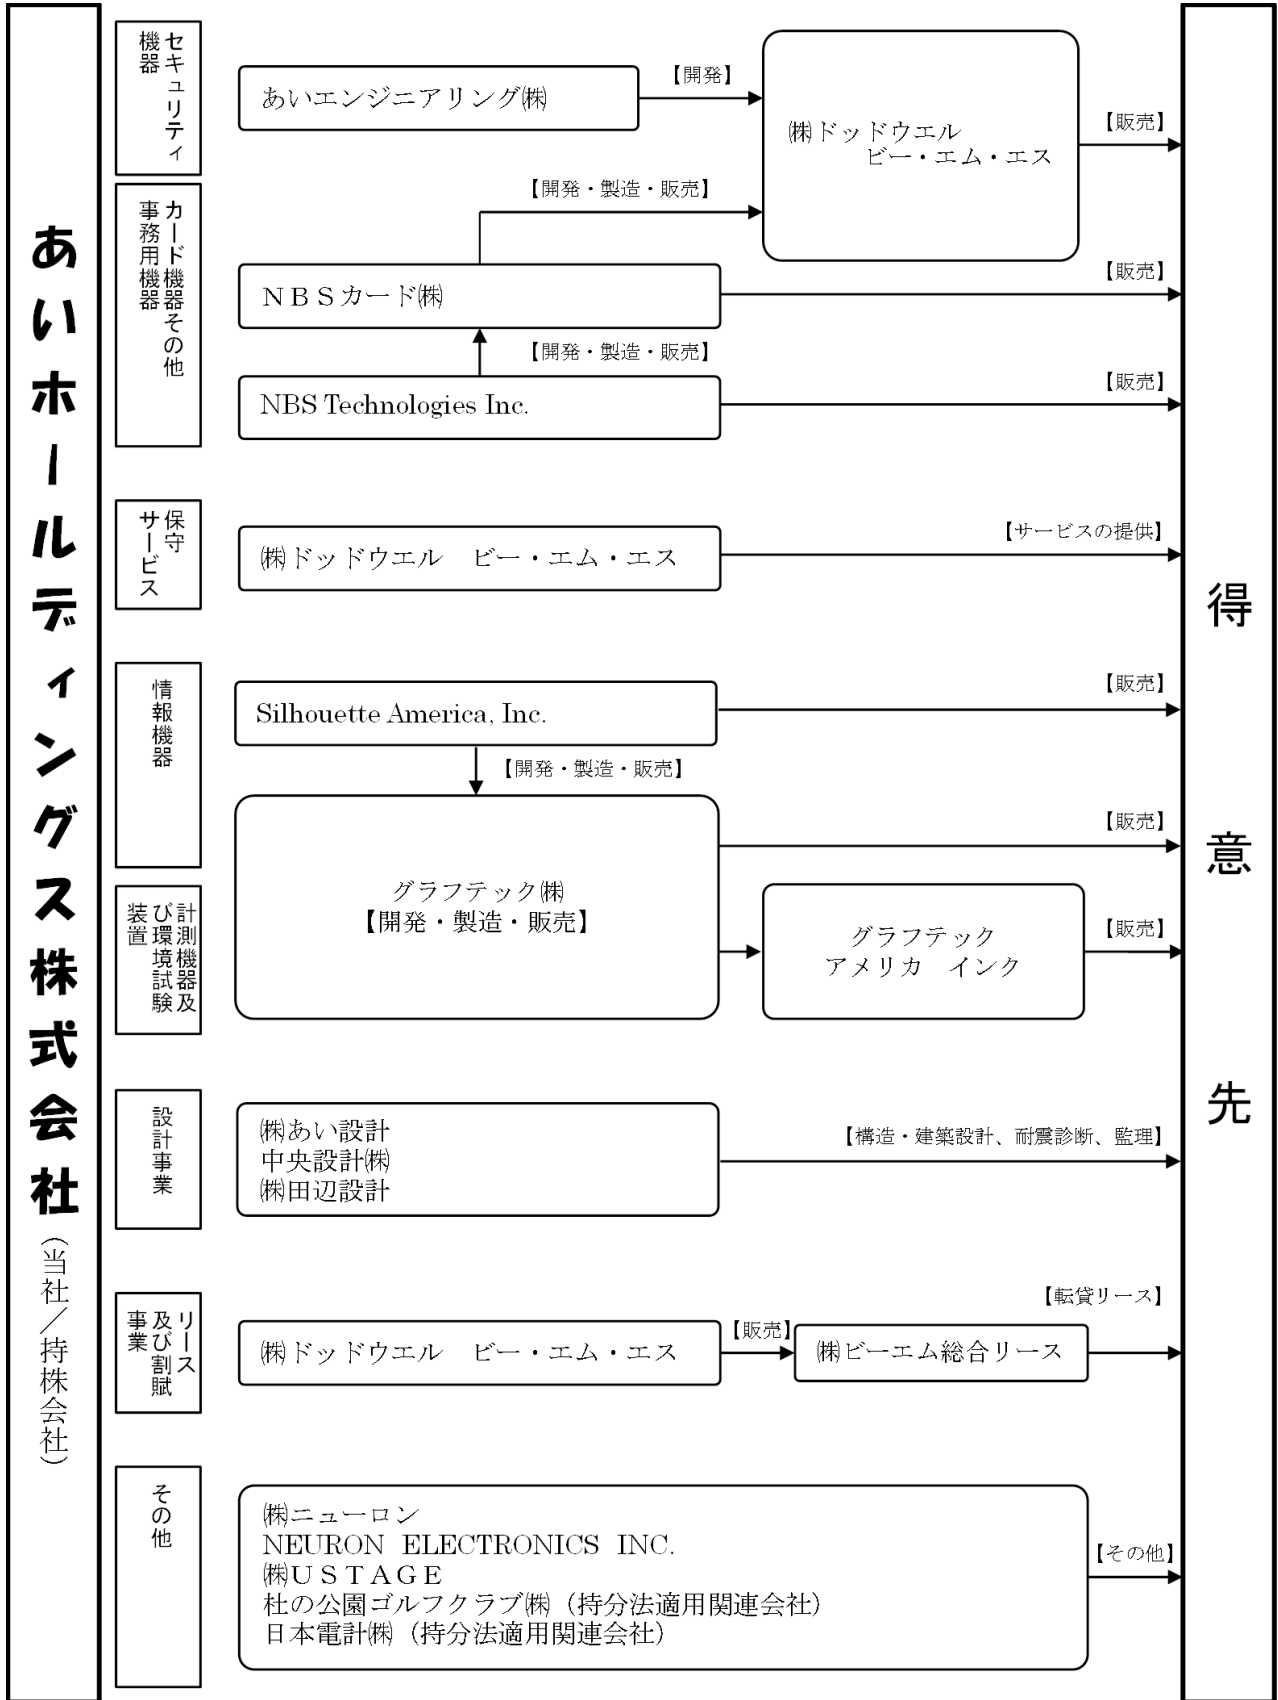 あいホールディングス株式会社(当社/持株会社)
セキュリティ
機器
あいエンジニアリング㈱
【開発】
㈱ドッドウエル
ビー・エム・エス
【販売】
カード機器その他
事務用機器
【開発・製造・販売】
NBSカード㈱
【販売】
【開発・製造・販売】
NBS Technologies Inc.
【販売】
保守
サービス
㈱ドッドウエル ビー・エム・エス
【サービスの提供】
情報機器
Silhouette America, Inc.
【販売】
【開発・製造・販売】
グラフテック㈱
【開発・製造・販売】
【販売】
計測機器及
び環境試験
装置
グラフテック
アメリカ インク
【販売】
設計事業
㈱あい設計
中央設計㈱
㈱田辺設計
【構造・建築設計、耐震診断、監理】
リース
及び割賦
事業
㈱ドッドウエル ビー・エム・エス
【販売】
㈱ビーエム総合リース
【転貸リース】
その他
㈱ニューロン
NEURON ELECTRONICS INC.
㈱USTAGE
杜の公園ゴルフクラブ㈱(持分法適用関連会社)
日本電計㈱(持分法適用関連会社)
【その他】
得意先